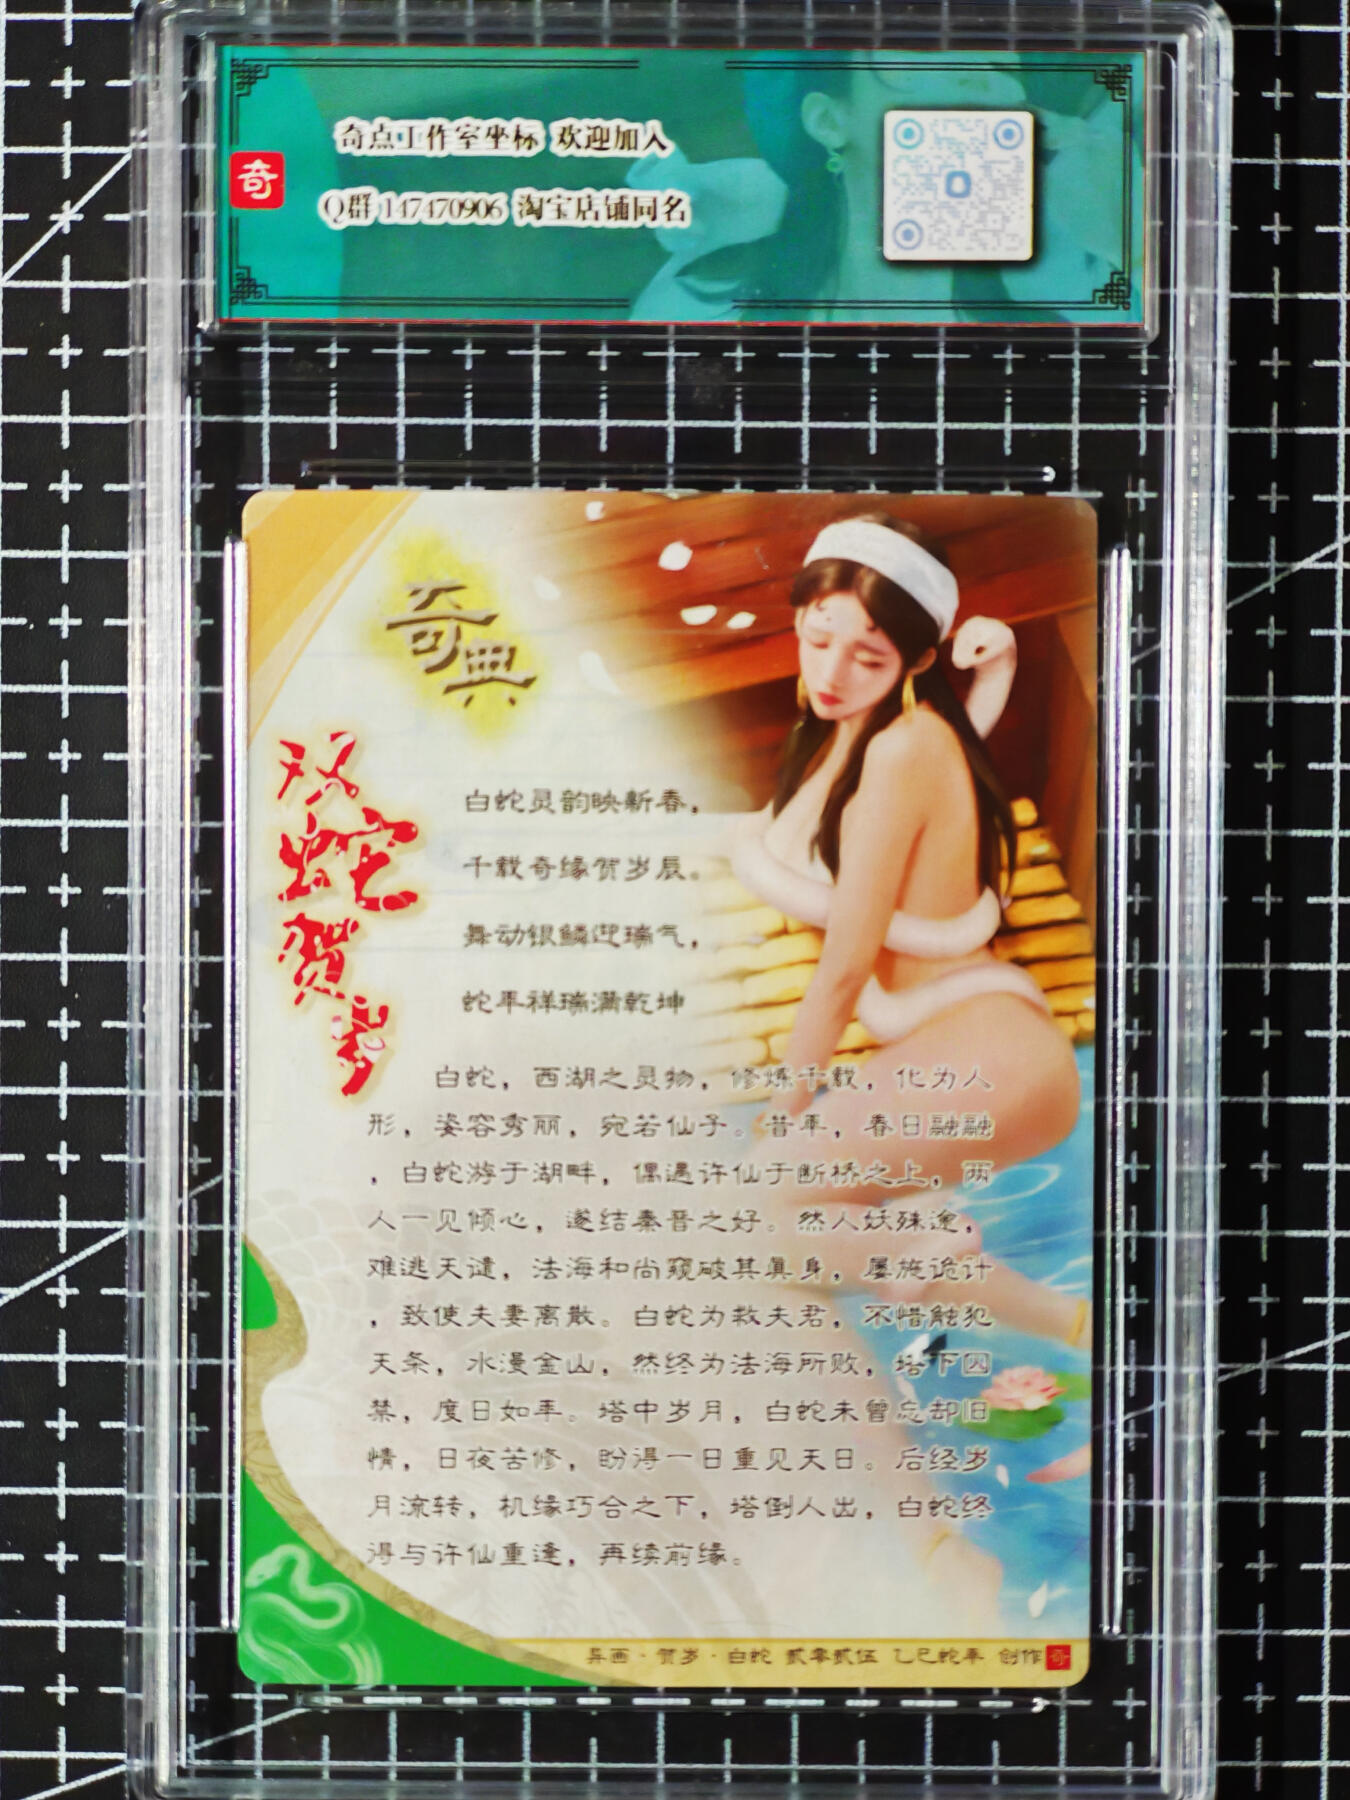 奇点工作室坐标 欢迎加入
奇
Q群147470906 淘宝店铺同名
奇典
双蛇贺岁
白蛇灵韵映新春，
千载奇缘贺岁辰。
舞动银鳞迎瑞气，
蛇年祥瑞满乾坤
白蛇，西湖之灵物，修炼千载，化为人
形，姿容秀丽，宛若仙子。昔年，春日融融
，白蛇游于湖畔，偶遇许仙于断桥之上，两
人一见倾心，遂结秦晋之好。然人妖殊途，
难逃天谴，法海和尚窥破其真身，屡施诡计
，致使夫妻离散。白蛇为救夫君，不惜触犯
天条，水漫金山，然终为法海所败，塔下囚
禁，度日如年。塔中岁月，白蛇未曾忘却旧
情，日夜苦修，盼得一日重见天日。后经岁
月流转，机缘巧合之下，塔倒人出，白蛇终
得与许仙重逢，再续前缘。
异画·贺岁·白蛇 贰零贰伍 乙巳蛇年 创作 奇